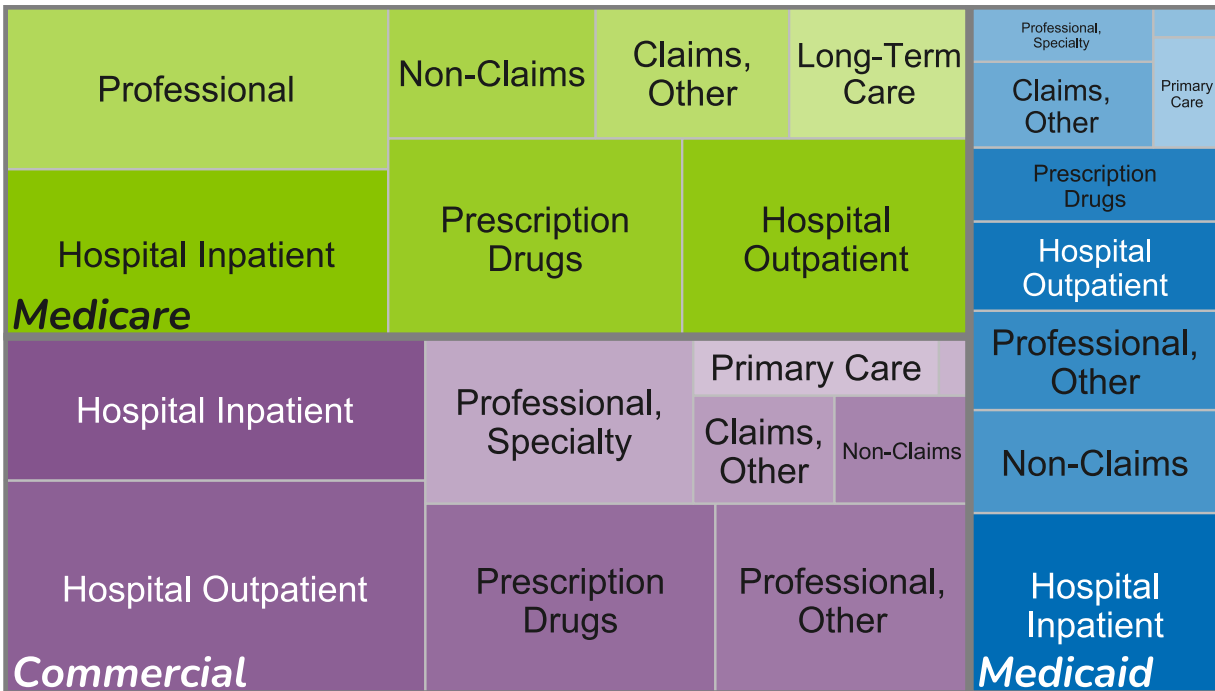 Professional
Non-Claims
Claims,
Other
Long-Term
Care
Hospital Inpatient
Prescription
Drugs
Hospital
Outpatient
Medicare
Hospital Inpatient
Professional,
Specialty
Primary Care
Claims,
Other
Non-Claims
Hospital Outpatient
Prescription
Drugs
Professional,
Other
Commercial
Professional,
Specialty
Claims,
Other
Primary
Care
Prescription
Drugs
Hospital
Outpatient
Professional,
Other
Non-Claims
Hospital
Inpatient
Medicaid